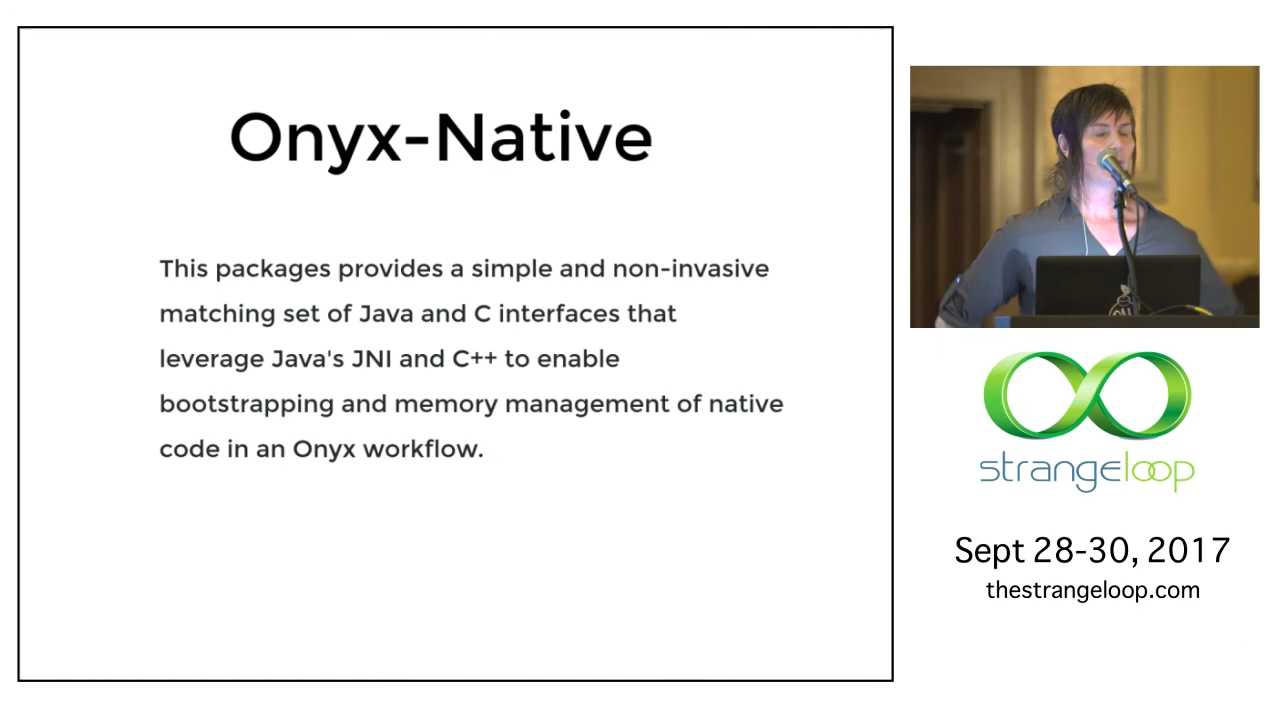 Onyx-Native
This packages provides a simple and non-invasive
matching set of Java and C interfaces that
leverage Java's JNI and C++ to enable
bootstrapping and memory management of native
code in an Onyx workflow.
strangeloop
Sept 28-30, 2017
thestrangeloop.com